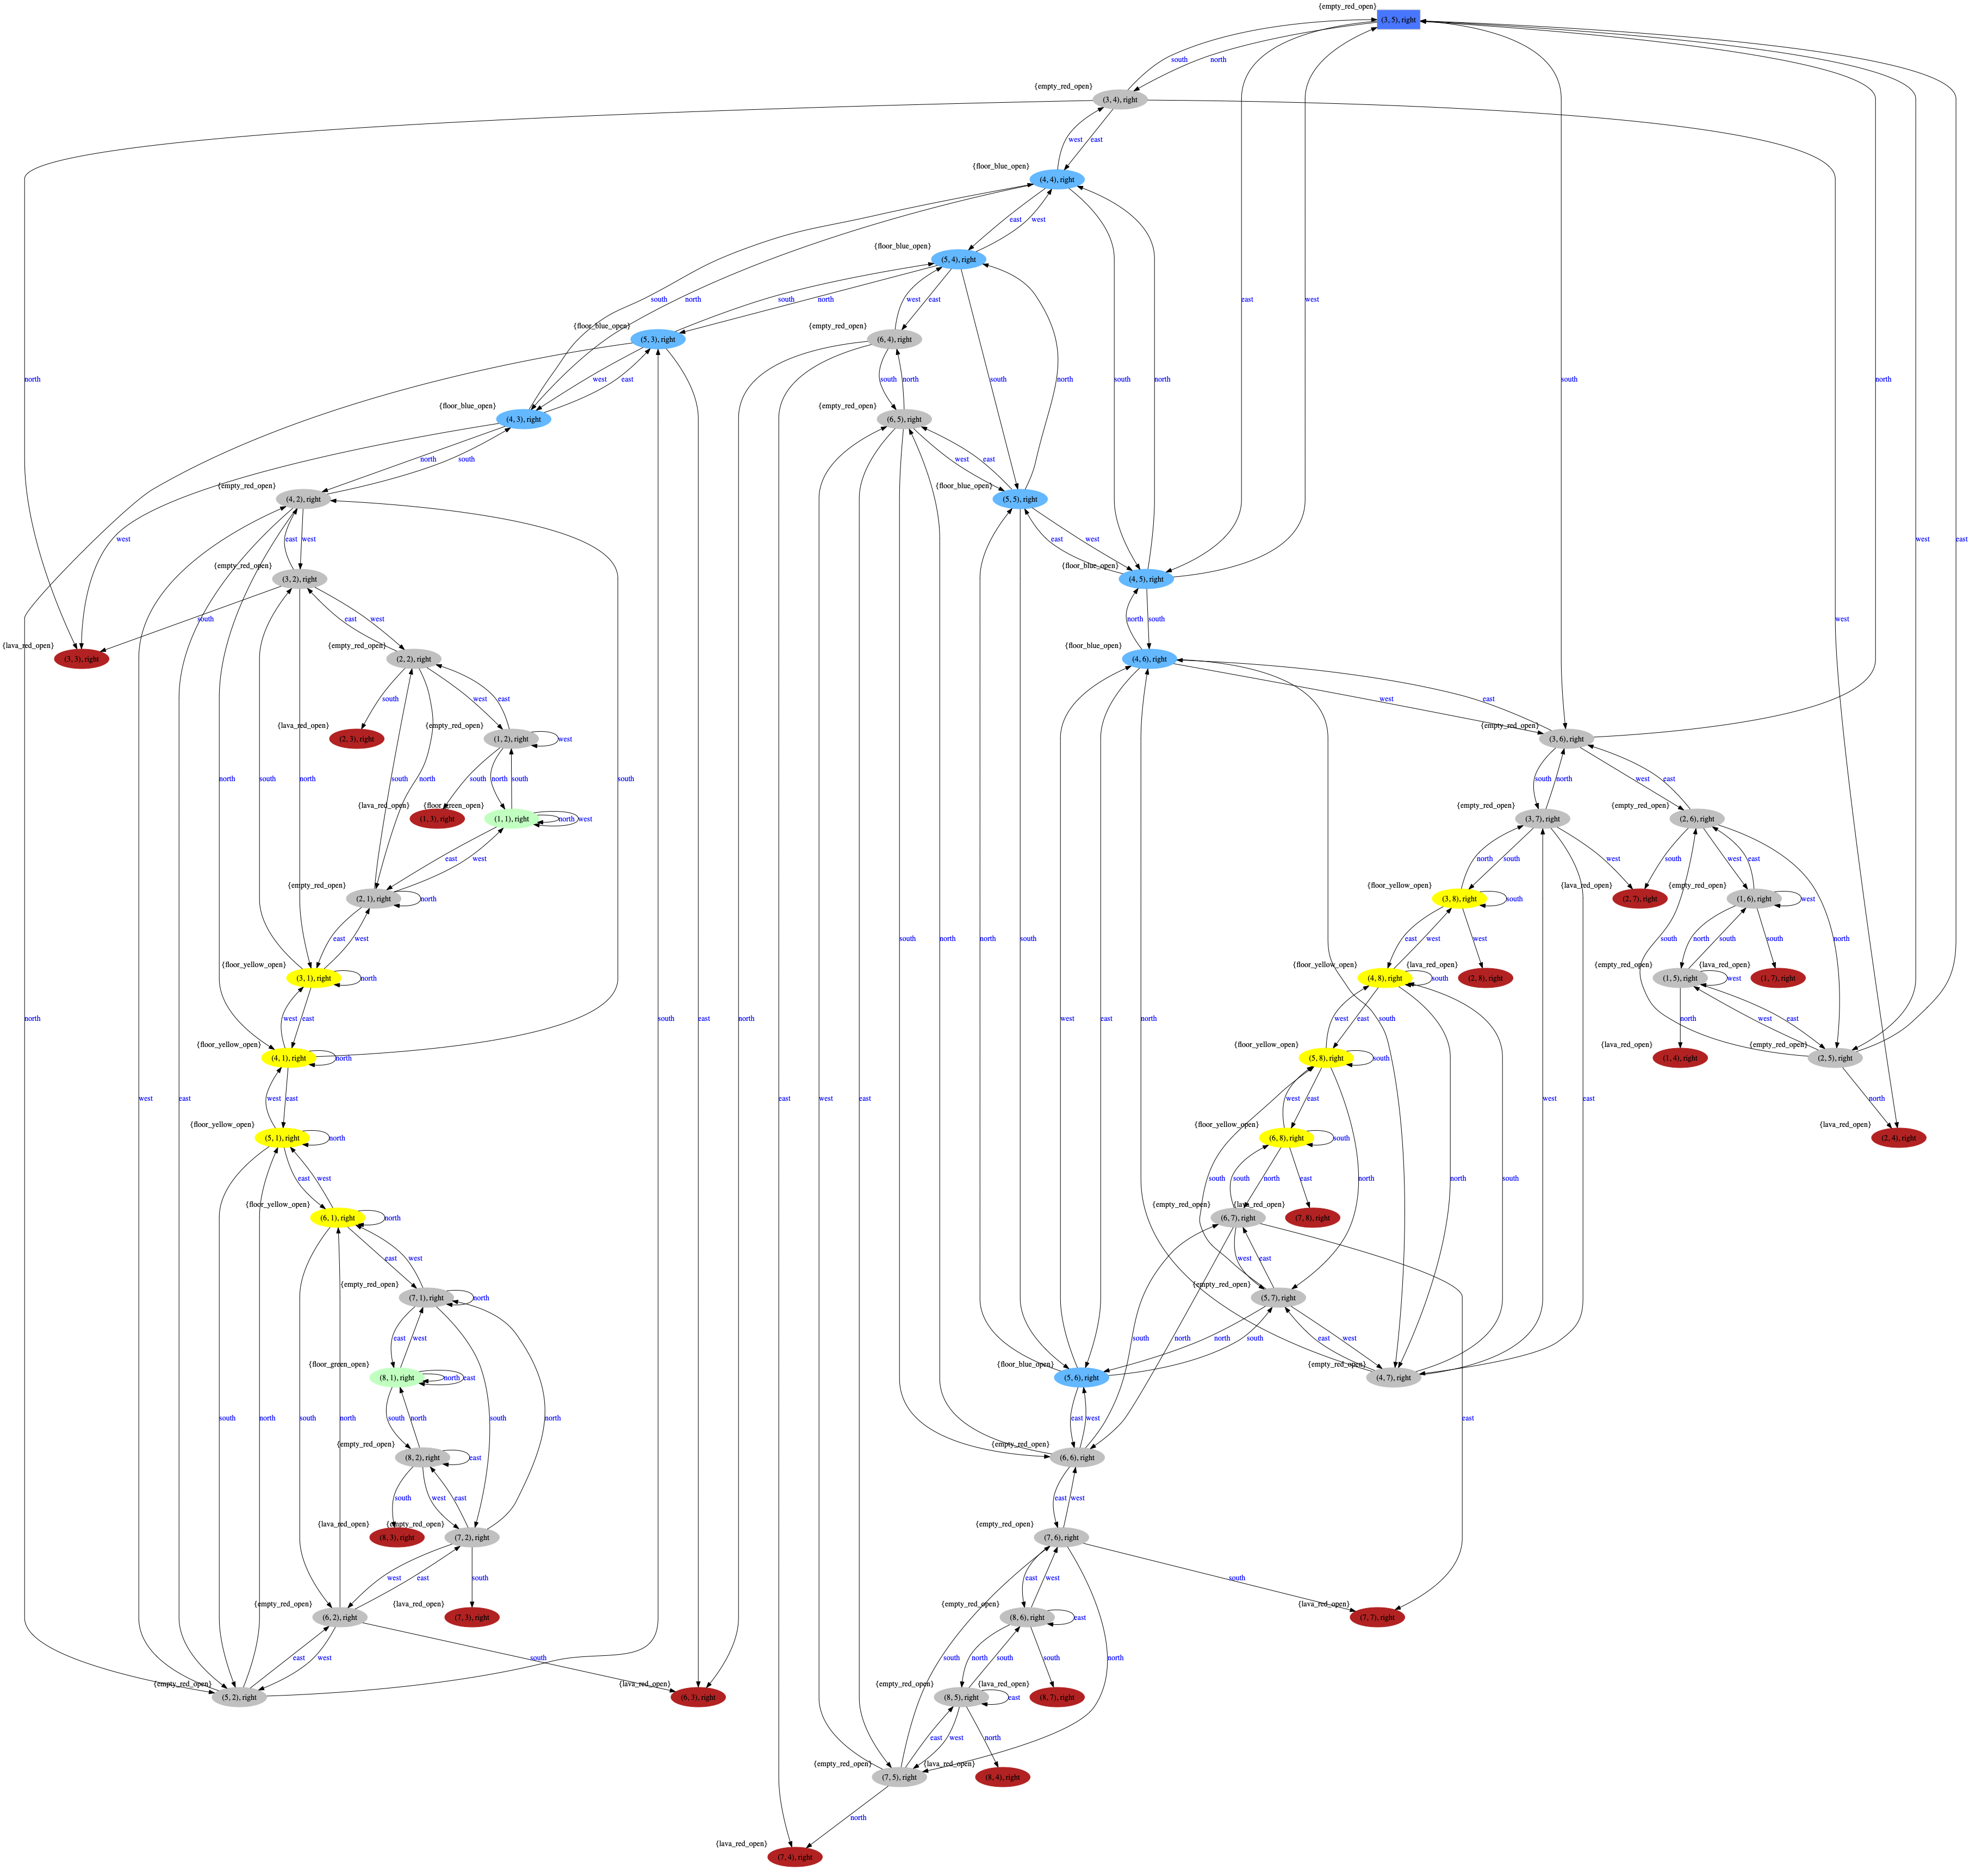 {empty_red_open}
(3, 5), right
south
north
{empty_red_open}
(3, 4), right
west
east
{floor_blue_open}
(4, 4), right
east
west
{floor_blue_open}
(5, 4), right
south
north
south
north
west
east
south
north
east
west
{floor_blue_open}
(5, 3), right
{empty_red_open}
(6, 4), right
north
west
east
south
north
south
north
south
north
{floor_blue_open}
(4, 3), right
{empty_red_open}
(6, 5), right
north
south
west
east
{empty_red_open}
(4, 2), right
{floor_blue_open}
(5, 5), right
west
east
west
east
west
west
east
{empty_red_open}
(3, 2), right
{floor_blue_open}
(4, 5), right
south
west
east
north
south
west
{lava_red_open}
(3, 3), right
{empty_red_open}
(2, 2), right
{floor_blue_open}
(4, 6), right
south
west
east
west
east
{lava_red_open}
(2, 3), right
{empty_red_open}
(1, 2), right
west
{empty_red_open}
(3, 6), right
north
south
north
south
south
north
south
north
south
south
north
west
east
{lava_red_open}
(1, 3), right
{floor_green_open}
(1, 1), right
north
west
{empty_red_open}
(3, 7), right
{empty_red_open}
(2, 6), right
east
west
north
south
west
south
west
east
{empty_red_open}
(2, 1), right
north
{floor_yellow_open}
(3, 8), right
south
{lava_red_open}
(2, 7), right
{empty_red_open}
(1, 6), right
west
east
west
south
north
north
south
east
west
west
north
south
south
south
north
{floor_yellow_open}
(3, 1), right
north
{floor_yellow_open}
(4, 8), right
south
{lava_red_open}
(2, 8), right
{empty_red_open}
(1, 5), right
west
{lava_red_open}
(1, 7), right
north
west
east
south
east
north
west
east
north
west
east
south
north
west
east
{floor_yellow_open}
(4, 1), right
north
{floor_yellow_open}
(5, 8), right
south
{lava_red_open}
(1, 4), right
{empty_red_open}
(2, 5), right
west
east
west
east
west
east
west
east
north
{floor_yellow_open}
(5, 1), right
north
{floor_yellow_open}
(6, 8), right
south
{lava_red_open}
(2, 4), right
east
west
south
north
south
north
east
north
south
{floor_yellow_open}
(6, 1), right
north
{empty_red_open}
(6, 7), right
{lava_red_open}
(7, 8), right
east
west
west
east
{empty_red_open}
(7, 1), right
north
{empty_red_open}
(5, 7), right
east
west
south
north
north
south
east
west
{floor_green_open}
(8, 1), right
north
east
{floor_blue_open}
(5, 6), right
{empty_red_open}
(4, 7), right
south
north
south
north
south
north
south
north
east
west
east
{empty_red_open}
(8, 2), right
east
{empty_red_open}
(6, 6), right
south
west
east
east
west
{lava_red_open}
(8, 3), right
{empty_red_open}
(7, 2), right
{empty_red_open}
(7, 6), right
west
east
south
east
west
south
{empty_red_open}
(6, 2), right
{lava_red_open}
(7, 3), right
{empty_red_open}
(8, 6), right
east
{lava_red_open}
(7, 7), right
east
west
south
south
north
south
south
north
{empty_red_open}
(5, 2), right
{lava_red_open}
(6, 3), right
{empty_red_open}
(8, 5), right
east
{lava_red_open}
(8, 7), right
east
west
north
{empty_red_open}
(7, 5), right
{lava_red_open}
(8, 4), right
north
{lava_red_open}
(7, 4), right